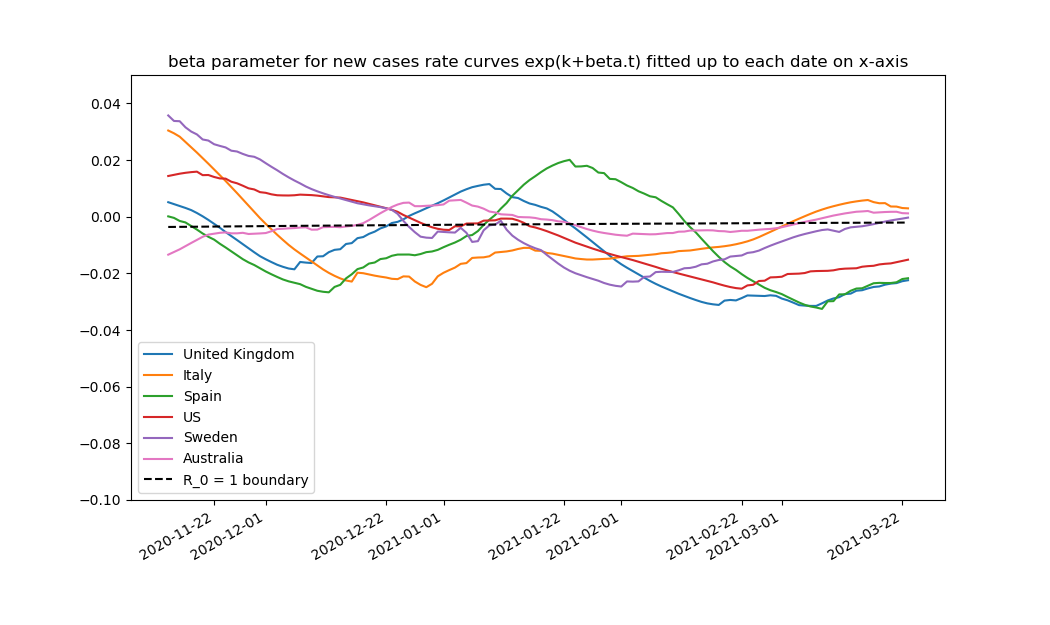 beta parameter for new cases rate curves exp(k+beta.t) fitted up to each date on x-axis
0.04
0.02
0.00
−0.02
−0.04
−0.06
−0.08
−0.10
United Kingdom
Italy
Spain
US
Sweden
Australia
R_0 = 1 boundary
2020-11-22
2020-12-01
2020-12-22
2021-01-01
2021-01-22
2021-02-01
2021-02-22
2021-03-01
2021-03-22